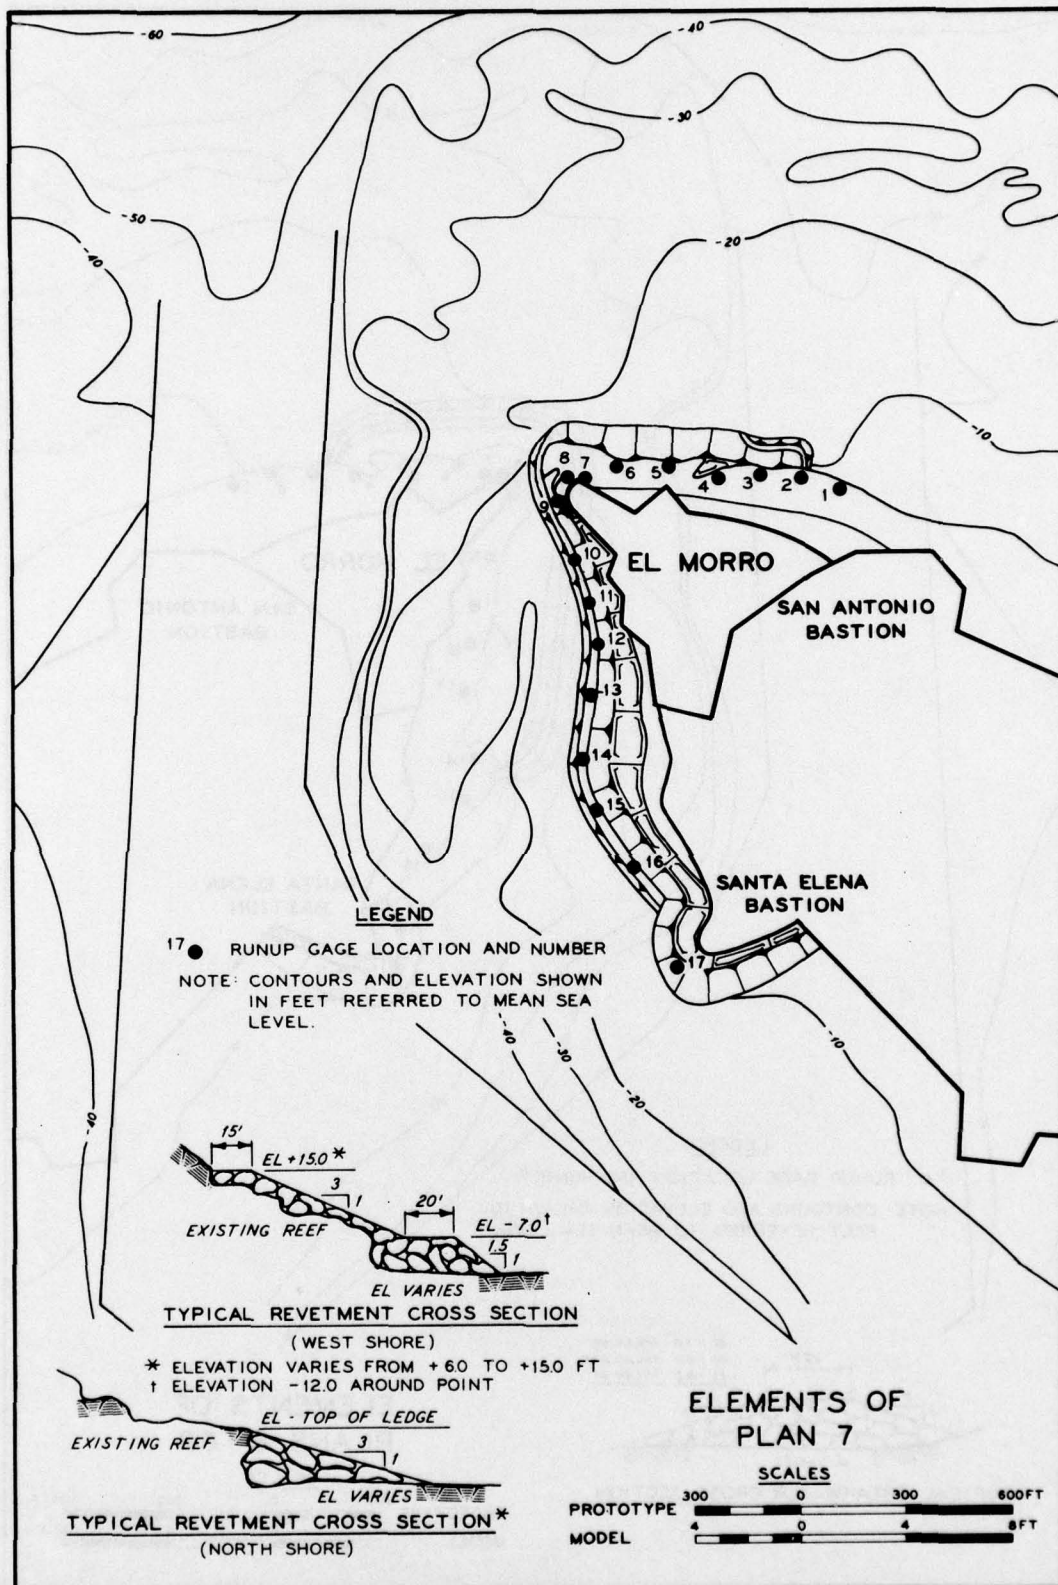 -60
-40
-30
-50
-40
-20
-10
8
7
6
5
4
3
2
1
9
10
EL MORRO
11
SAN ANTONIO
BASTION
12
13
14
15
16
SANTA ELENA
BASTION
17
LEGEND
17 ● RUNUP GAGE LOCATION AND NUMBER
NOTE: CONTOURS AND ELEVATION SHOWN
IN FEET REFERRED TO MEAN SEA
LEVEL.
-40
-30
-20
-10
-40
15'
EL +15.0*
3
1
20'
EL -7.0†
1.5
1
EXISTING REEF
EL VARIES
TYPICAL REVETMENT CROSS SECTION
(WEST SHORE)
* ELEVATION VARIES FROM +6.0 TO +15.0 FT
† ELEVATION -12.0 AROUND POINT
EL - TOP OF LEDGE
3
1
EXISTING REEF
EL VARIES
TYPICAL REVETMENT CROSS SECTION*
(NORTH SHORE)
ELEMENTS OF
PLAN 7
SCALES
PROTOTYPE 300 0 300 600FT
MODEL 4 0 4 8FT